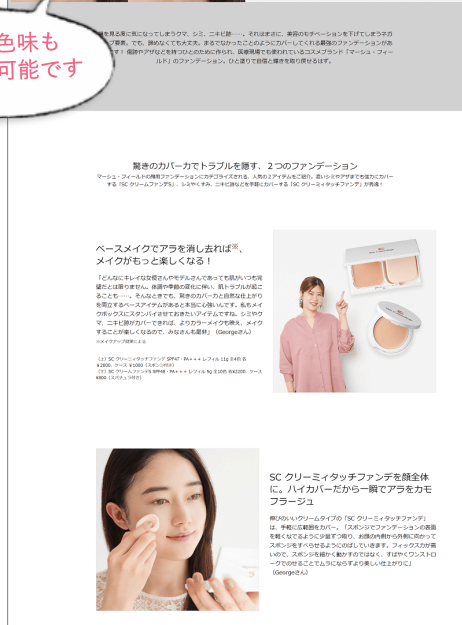 色味も
可能です
を見る度に気になってしまうクマ、シミ、ニキビ跡……。それはまさに、美容のモチベーションを下げてしまうネガ
要素。でも、諦めなくても大丈夫。まるでなかったことのようにカバーしてくれる最強のファンデーションがあ
ます！ 傷跡やアザなどを持つひとのために作られ、医療現場でも使われているコスメブランド「マーシュ・フィー
ルド」のファンデーション。ひと塗りで自信と輝きを取り戻せるはず。
驚きのカバー力でトラブルを隠す、２つのファンデーション
マーシュ・フィールドの顔用ファンデーションにカテゴライズされる、人気の２アイテムをご紹介。濃いシミやアザまでも強力にカバー
する「SC クリームファンデS」、シミやくすみ、ニキビ跡などを手軽にカバーする「SC クリーミィタッチファンデ」が秀逸！
ベースメイクでアラを消し去れば※、
メイクがもっと楽しくなる！
「どんなにキレイな女優さんやモデルさんであっても肌がいつも完
璧だとは限りません。体調や季節の変化に伴い、肌トラブルが起こ
ることも……。そんなときでも、驚きのカバー力と自然な仕上がり
を両立するベースアイテムがあると本当に心強いんです。私もメイ
クボックスにスタンバイさせておきたいアイテムですね。シミやク
マ、ニキビ跡がカバーできれば、よりカラーメイクも映え、メイク
することが楽しくなるので、みなさんも是非」（Georgeさん）
※メイクアップ効果による
（上）SC クリーミィタッチファンデ SPF47・PA＋＋＋ レフィル 11g 全4色 各
￥2800、ケース ￥1000（スポンジ付き）
（下）SC クリームファンデS SPF48・PA＋＋＋ レフィル 5g 全10色 各¥2200、ケース
¥800（スパチュラ付き）
SC クリーミィタッチファンデを顔全体
に。ハイカバーだから一瞬でアラをカモ
フラージュ
伸びのいいクリームタイプの「SC クリーミィタッチファンデ」
は、手軽に広範囲をカバー。「スポンジでファンデーションの表面
を軽くなでるように少量ずつ取り、お顔の内側から外側に向かって
スポンジをすべらせるようにのばしていきます。フィックス力が高
いので、スポンジを細かく動かすのではなく、すばやくワンストロ
ークでのせることでムラにならずより美しい仕上がりに」
（Georgeさん）